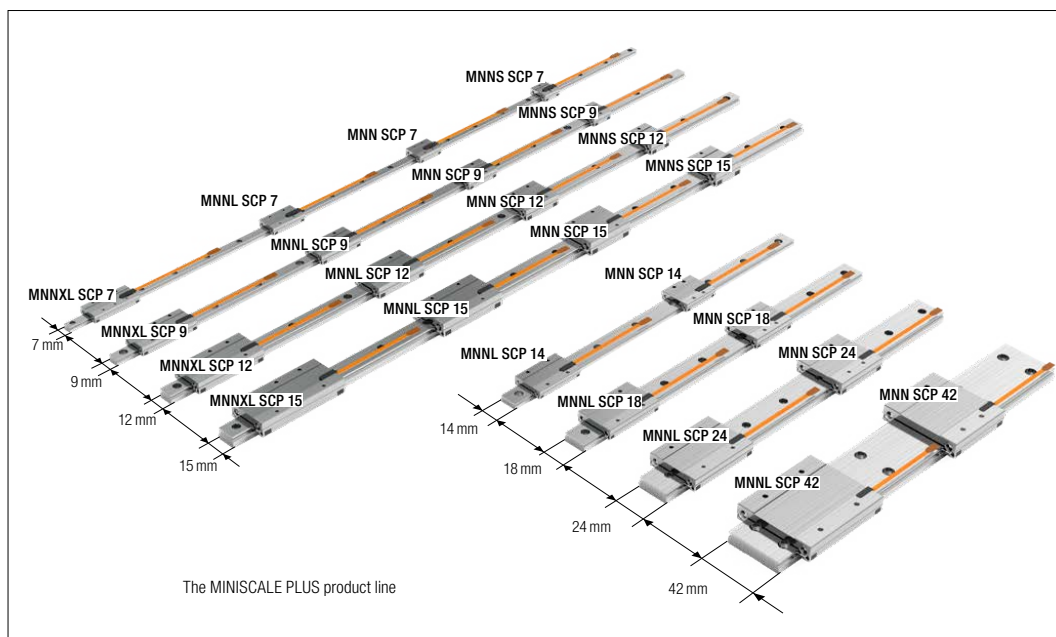 MNNS SCP 7
MNNS SCP 9
MNN SCP 7
MNNS SCP 12
MNNS SCP 15
MNN SCP 9
MNN SCP 12
MNNL SCP 7
MNN SCP 15
MNNL SCP 9
MNNL SCP 12
MNN SCP 14
MNNXL SCP 7
MNNL SCP 15
MNN SCP 18
MNNXL SCP 9
7 mm
MNN SCP 24
MNNL SCP 14
MNNXL SCP 12
9 mm
MNN SCP 42
MNNXL SCP 15
MNNL SCP 18
12 mm
14 mm
MNNL SCP 24
15 mm
18 mm
MNNL SCP 42
24 mm
42 mm
The MINISCALE PLUS product line